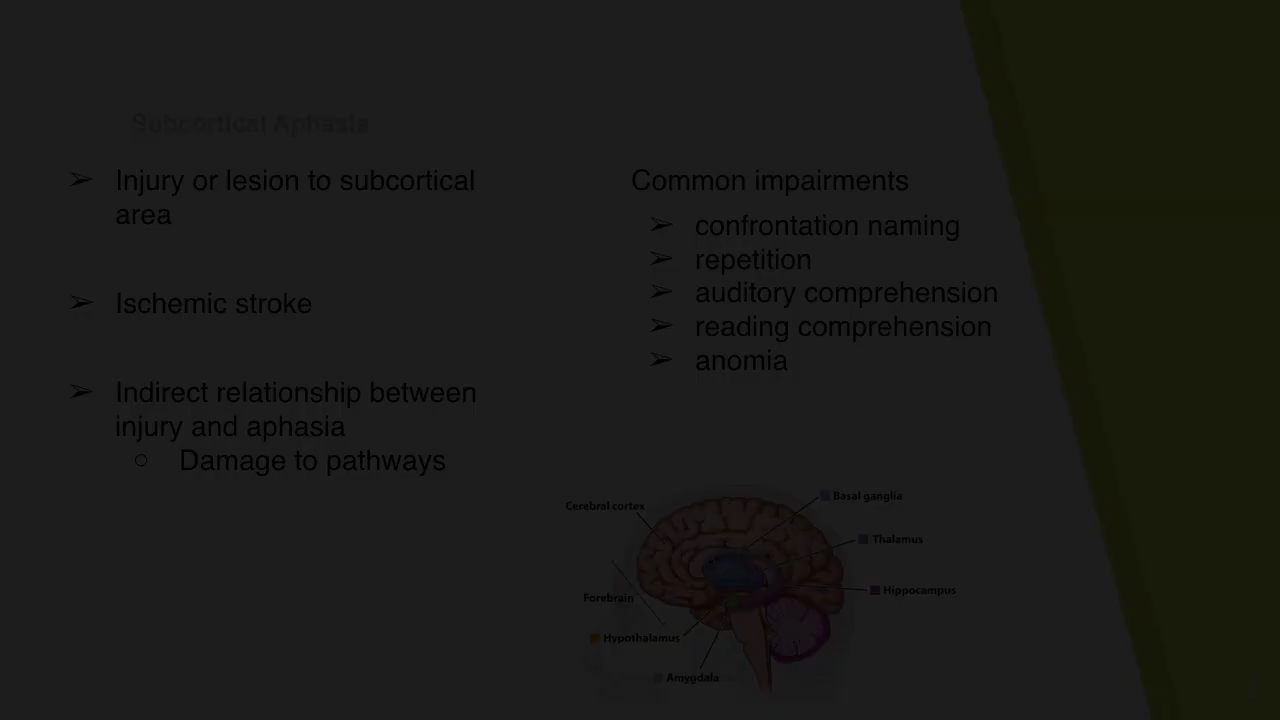 Subcortical Aphasia
➢ Injury or lesion to subcortical
area
➢ Ischemic stroke
➢ Indirect relationship between
injury and aphasia
○ Damage to pathways
Common impairments
➢ confrontation naming
➢ repetition
➢ auditory comprehension
➢ reading comprehension
➢ anomia
Basal ganglia
Cerebral cortex
Thalamus
Hippocampus
Forebrain
Hypothalamus
Amygdala